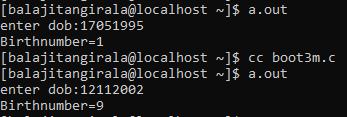 [balajitangirala@localhost ~]$ a.out
enter dob:17051995
Birthnumber=1
[balajitangirala@localhost ~]$ cc boot3m.c
[balajitangirala@localhost ~]$ a.out
enter dob:12112002
Birthnumber=9